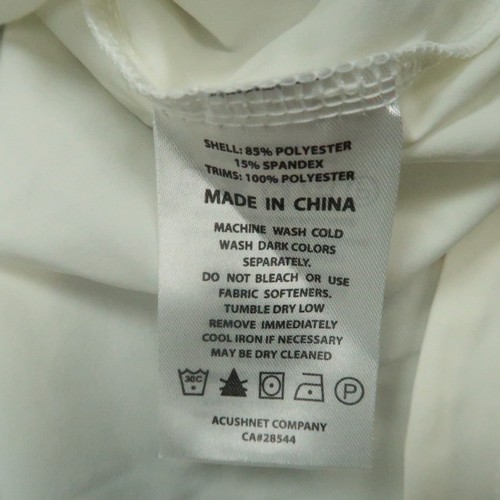 SHELL: 85% POLYESTER
15% SPANDEX
TRIMS: 100% POLYESTER
MADE IN CHINA
MACHINE WASH COLD
WASH DARK COLORS
SEPARATELY.
DO NOT BLEACH OR USE
FABRIC SOFTENERS.
TUMBLE DRY LOW
REMOVE IMMEDIATELY
COOL IRON IF NECESSARY
MAY BE DRY CLEANED
30C P
ACUSHNET COMPANY
CA#28544